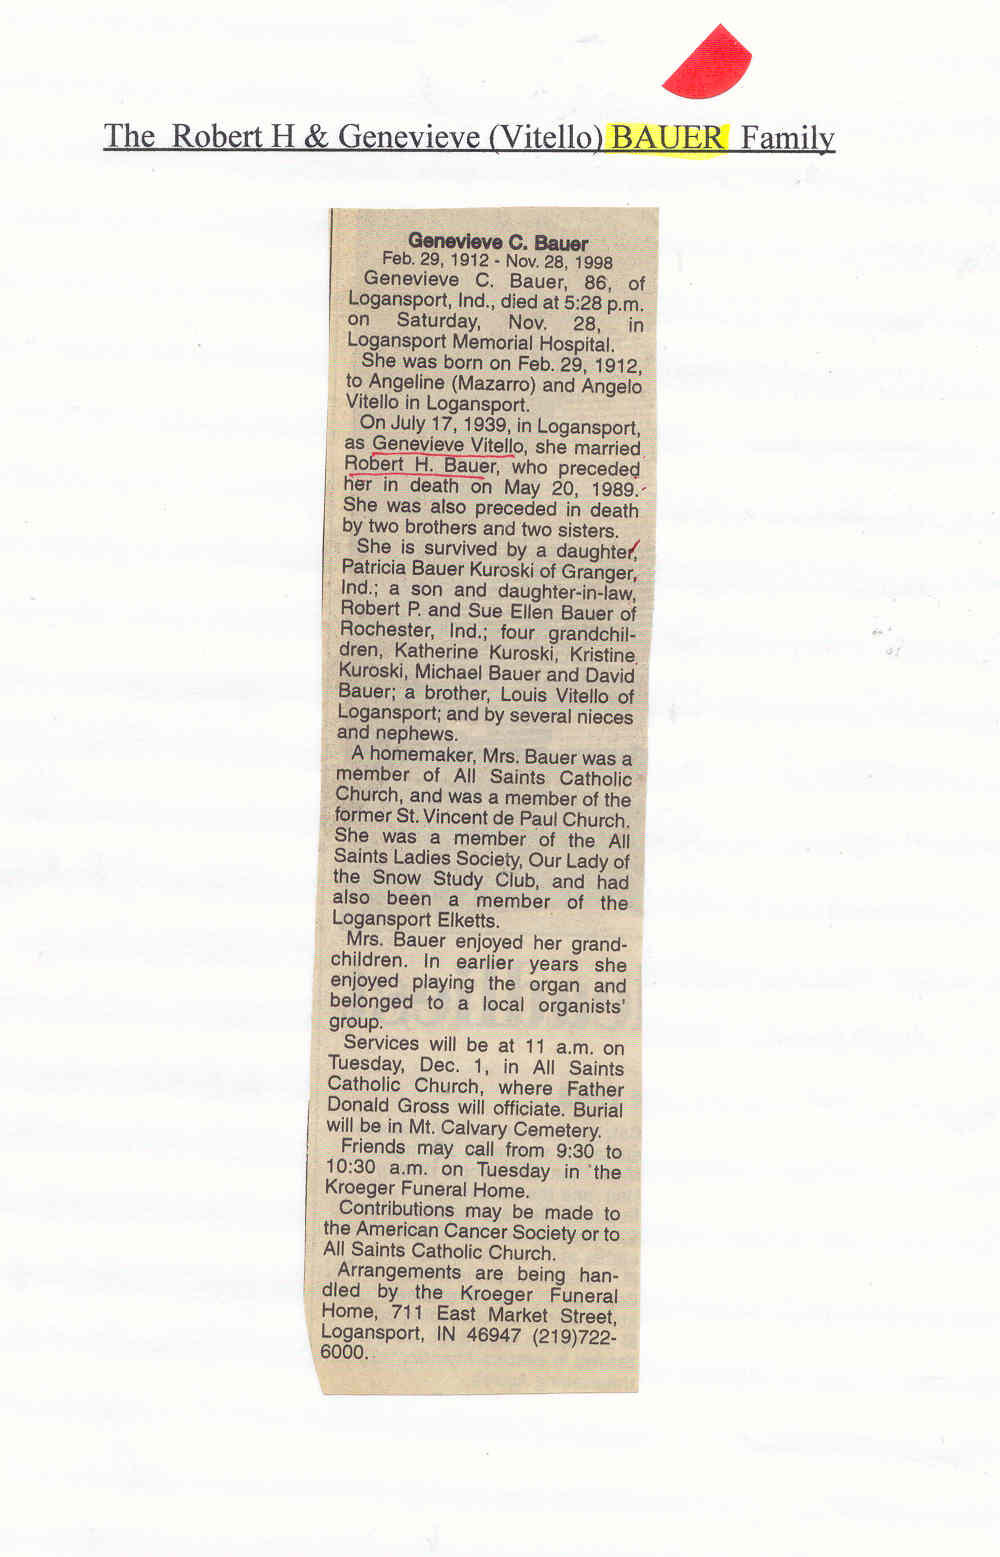 The Robert H & Genevieve (Vitello) BAUER Family
Genevieve C. Bauer
Feb. 29, 1912 - Nov. 28, 1998
Genevieve C. Bauer, 86, of
Logansport, Ind., died at 5:28 p.m.
on Saturday, Nov. 28, in
Logansport Memorial Hospital.
She was born on Feb. 29, 1912,
to Angeline (Mazarro) and Angelo
Vitello in Logansport.
On July 17, 1939, in Logansport,
as Genevieve Vitello, she married
Robert H. Bauer, who preceded
her in death on May 20, 1989.
She was also preceded in death
by two brothers and two sisters.
She is survived by a daughter,
Patricia Bauer Kuroski of Granger,
Ind.; a son and daughter-in-law,
Robert P. and Sue Ellen Bauer of
Rochester, Ind.; four grandchil-
dren, Katherine Kuroski, Kristine
Kuroski, Michael Bauer and David
Bauer; a brother, Louis Vitello of
Logansport; and by several nieces
and nephews.
A homemaker, Mrs. Bauer was a
member of All Saints Catholic
Church, and was a member of the
former St. Vincent de Paul Church.
She was a member of the All
Saints Ladies Society, Our Lady of
the Snow Study Club, and had
also been a member of the
Logansport Elketts.
Mrs. Bauer enjoyed her grand-
children. In earlier years she
enjoyed playing the organ and
belonged to a local organists'
group.
Services will be at 11 a.m. on
Tuesday, Dec. 1, in All Saints
Catholic Church, where Father
Donald Gross will officiate. Burial
will be in Mt. Calvary Cemetery.
Friends may call from 9:30 to
10:30 a.m. on Tuesday in the
Kroeger Funeral Home.
Contributions may be made to
the American Cancer Society or to
All Saints Catholic Church.
Arrangements are being han-
dled by the Kroeger Funeral
Home, 711 East Market Street,
Logansport, IN 46947 (219)722-
6000.